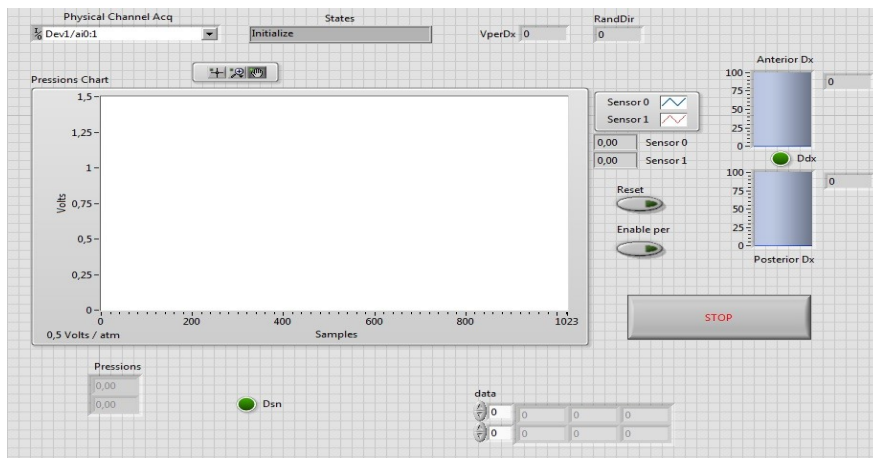 Physical Channel Acq
States
RandDir
I/O Dev1/ai0:1
Initialize
VperDx 0
0
Anterior Dx
Pressions Chart
100
75
50
25
0
0
1,5
1,25
1
0,75
0,5
0,25
0
Volts
0
200
400
600
800
1023
0,5 Volts / atm
Samples
Sensor 0
Sensor 1
0,00 Sensor 0
0,00 Sensor 1
Ddx
100
75
50
25
0
0
Posterior Dx
Reset
Enable per
STOP
Pressions
0,00
0,00
Dsn
data
0 0 0 0
0 0 0 0